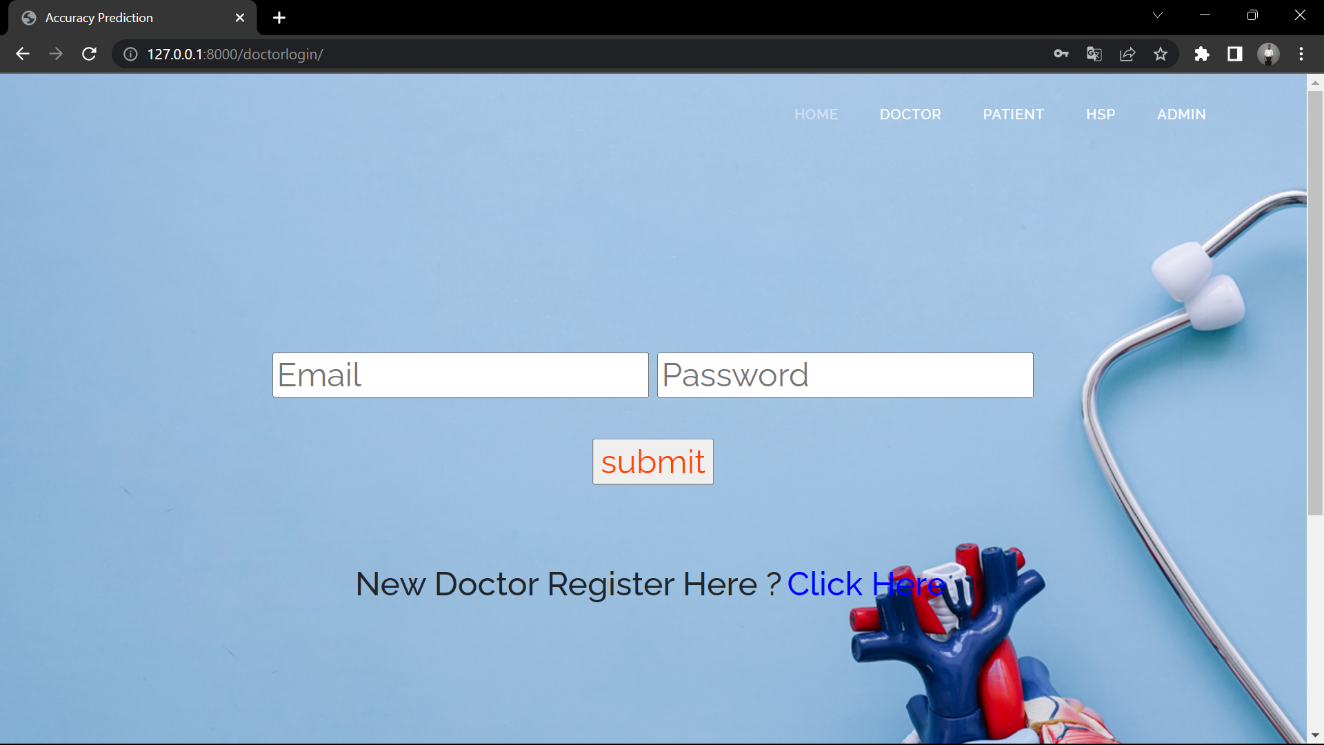 Accuracy Prediction
127.0.0.1:8000/doctorlogin/
HOME DOCTOR PATIENT HSP ADMIN
Email Password
submit
New Doctor Register Here ? Click Here